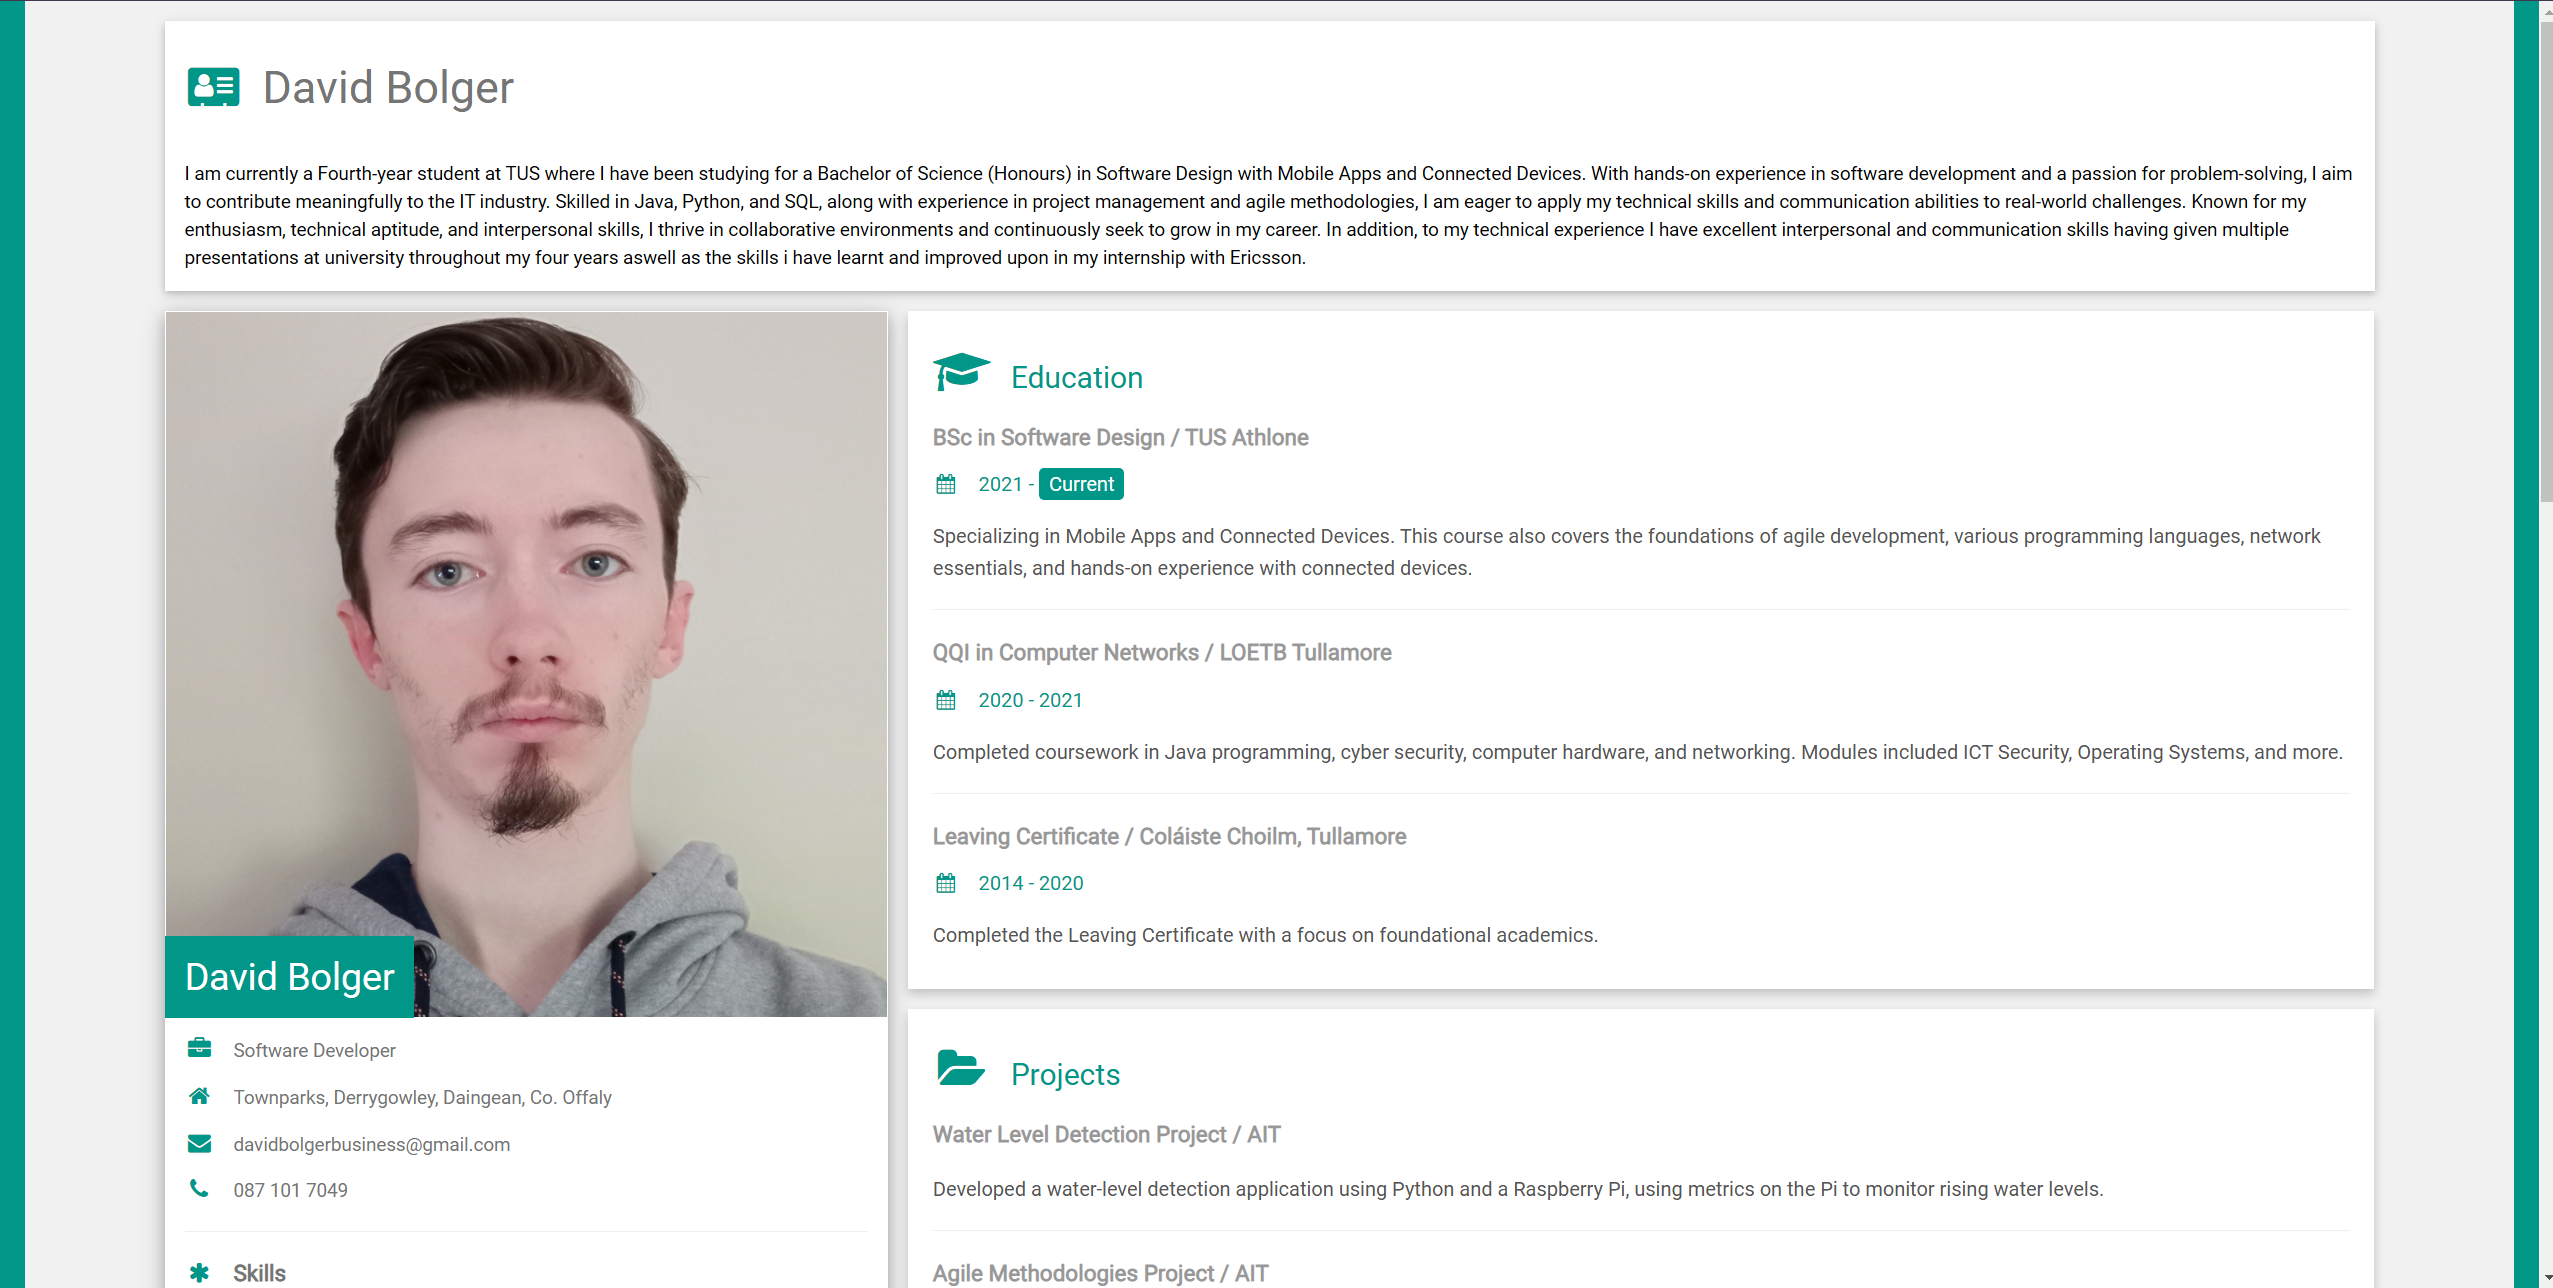 David Bolger
I am currently a Fourth-year student at TUS where I have been studying for a Bachelor of Science (Honours) in Software Design with Mobile Apps and Connected Devices. With hands-on experience in software development and a passion for problem-solving, I aim
to contribute meaningfully to the IT industry. Skilled in Java, Python, and SQL, along with experience in project management and agile methodologies, I am eager to apply my technical skills and communication abilities to real-world challenges. Known for my
enthusiasm, technical aptitude, and interpersonal skills, I thrive in collaborative environments and continuously seek to grow in my career. In addition, to my technical experience I have excellent interpersonal and communication skills having given multiple
presentations at university throughout my four years aswell as the skills i have learnt and improved upon in my internship with Ericsson.
David Bolger
Software Developer
Townparks, Derrygowley, Daingean, Co. Offaly
davidbolgerbusiness@gmail.com
087 101 7049
Skills
Education
BSc in Software Design / TUS Athlone
2021 - Current
Specializing in Mobile Apps and Connected Devices. This course also covers the foundations of agile development, various programming languages, network
essentials, and hands-on experience with connected devices.
QQI in Computer Networks / LOETB Tullamore
2020 - 2021
Completed coursework in Java programming, cyber security, computer hardware, and networking. Modules included ICT Security, Operating Systems, and more.
Leaving Certificate / Coláiste Choilm, Tullamore
2014 - 2020
Completed the Leaving Certificate with a focus on foundational academics.
Projects
Water Level Detection Project / AIT
Developed a water-level detection application using Python and a Raspberry Pi, using metrics on the Pi to monitor rising water levels.
Agile Methodologies Project / AIT